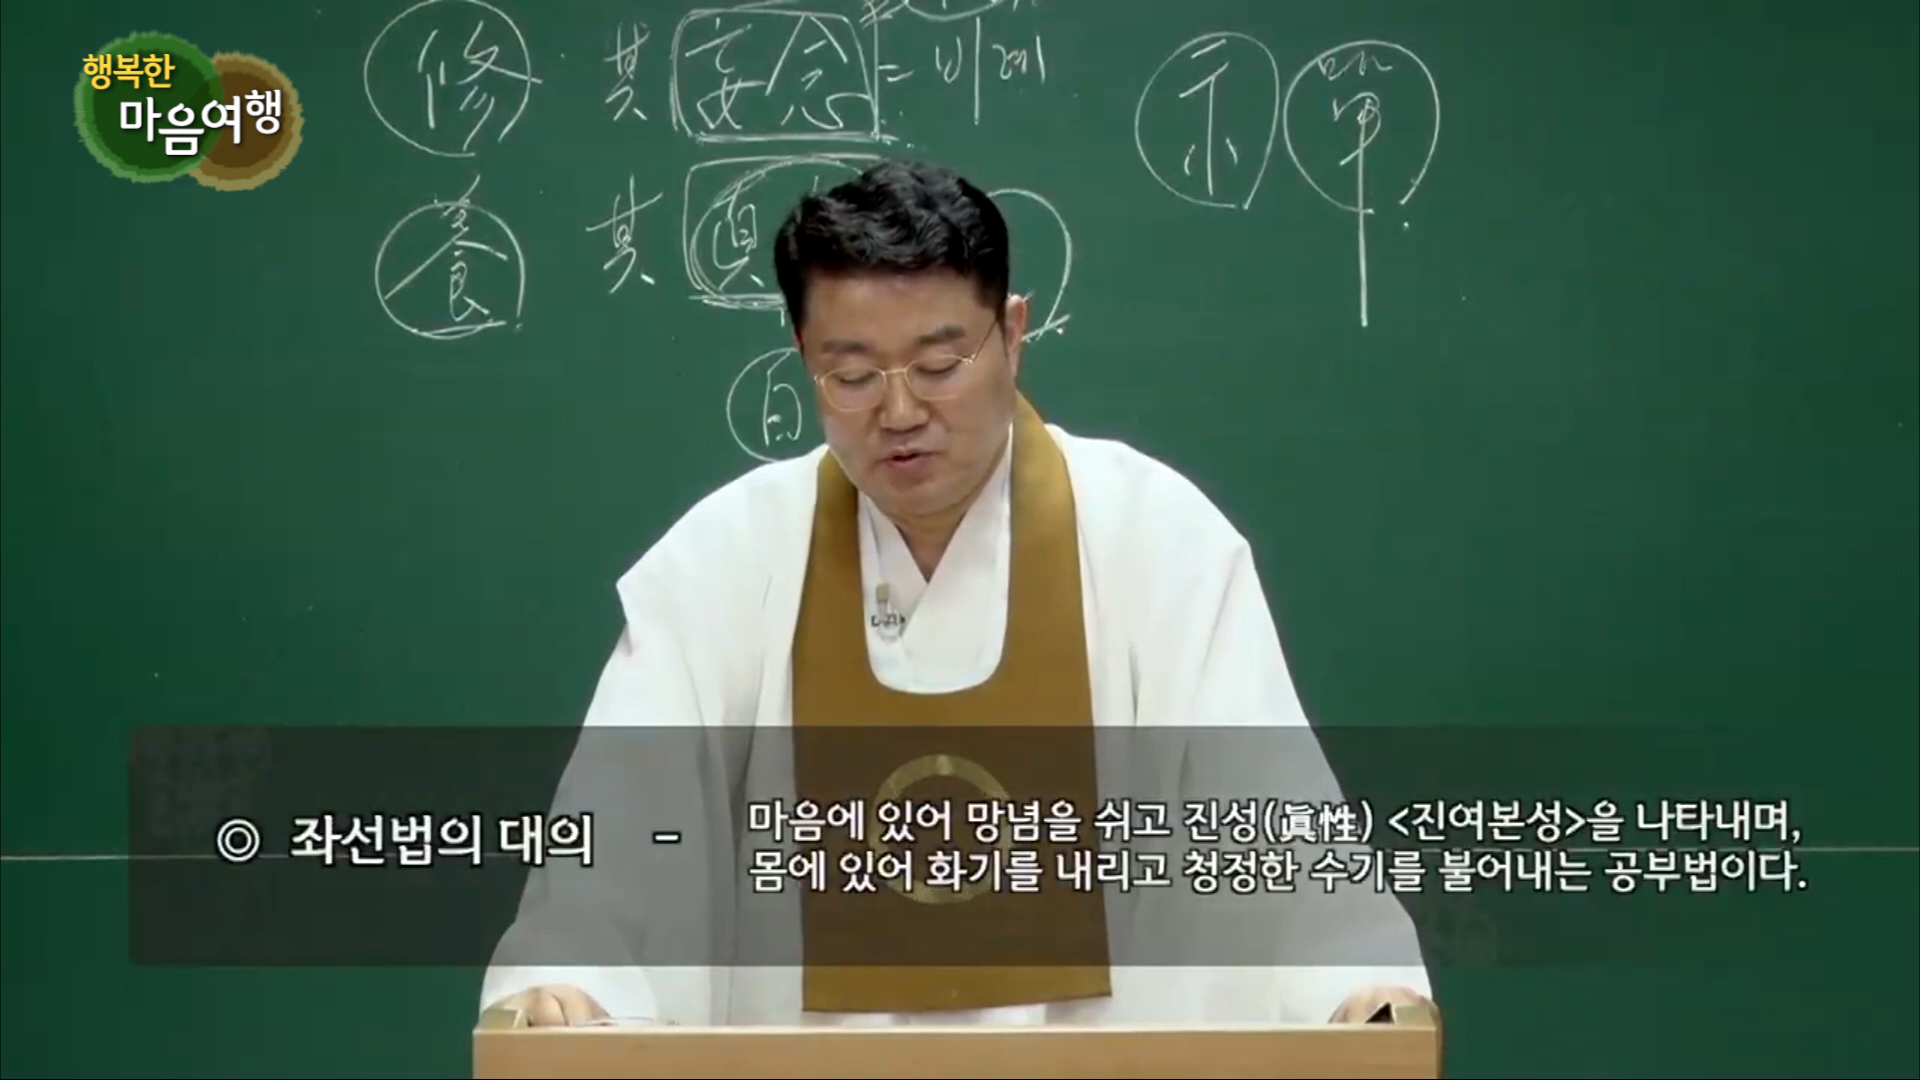 행복한
마음여행
修 其 妄念 = 비례
示 單
養 其 眞
自
◎ 좌선법의 대의 - 마음에 있어 망념을 쉬고 진성(眞性) <진여본성>을 나타내며,
몸에 있어 화기를 내리고 청정한 수기를 불어내는 공부법이다.